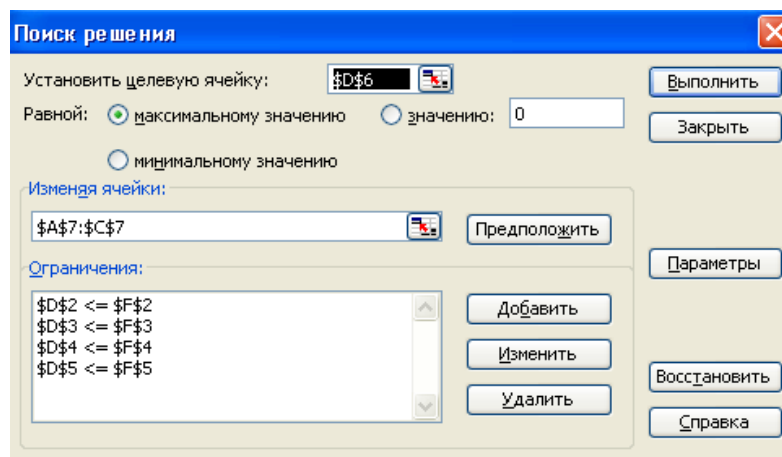 Поиск решения
Установить целевую ячейку: $D$6 Выполнить
Равной: максимальному значению значению: 0 Закрыть
минимальному значению
Изменяя ячейки:
$A$7:$C$7 Предположить
Ограничения: Параметры
$D$2 <= $F$2 Добавить
$D$3 <= $F$3
$D$4 <= $F$4 Изменить
$D$5 <= $F$5
Восстановить
Удалить
Справка